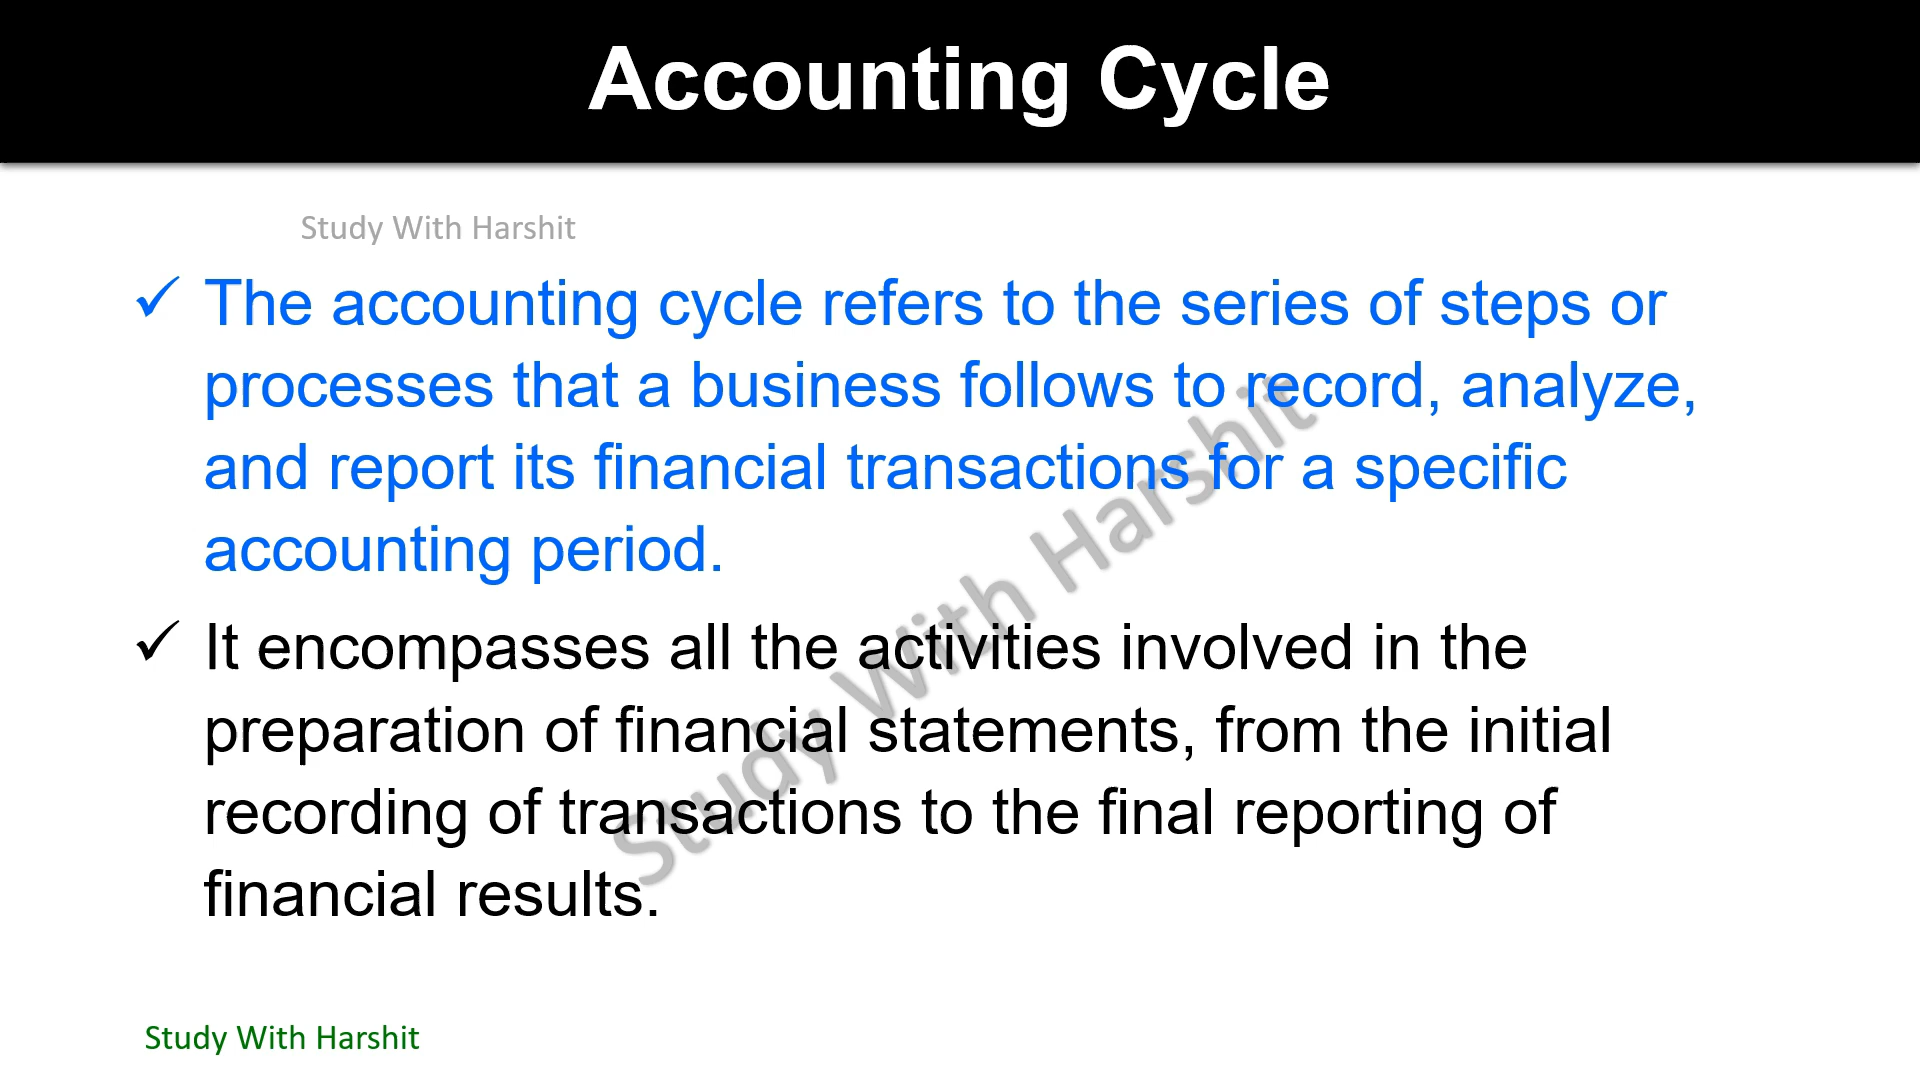 Accounting Cycle
Study With Harshit
✓ The accounting cycle refers to the series of steps or
processes that a business follows to record, analyze,
and report its financial transactions for a specific
accounting period.
✓ It encompasses all the activities involved in the
preparation of financial statements, from the initial
recording of transactions to the final reporting of
financial results.
Study With Harshit
Study With Harshit